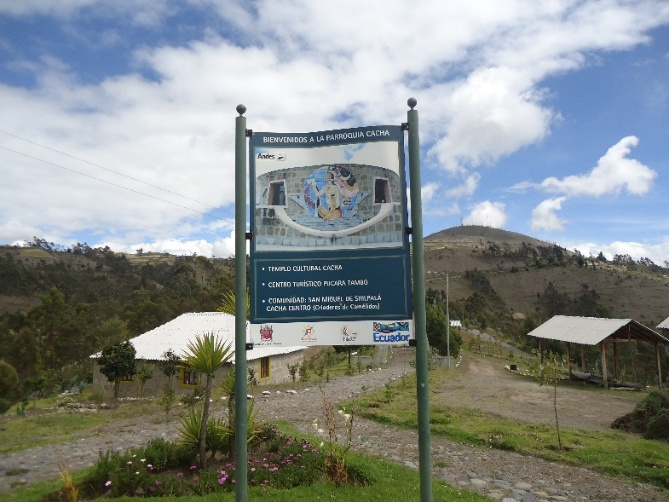 BIENVENIDOS A LA PARROQUIA CACHA
Andes
• TEMPLO CULTURAL CACHA
• CENTRO TURÍSTICO PUCARA TAMBO
• COMUNIDAD: SAN MIGUEL DE SHILPALÁ
CACHA CENTRO (Criaderos de Camélidos)
Ecuador